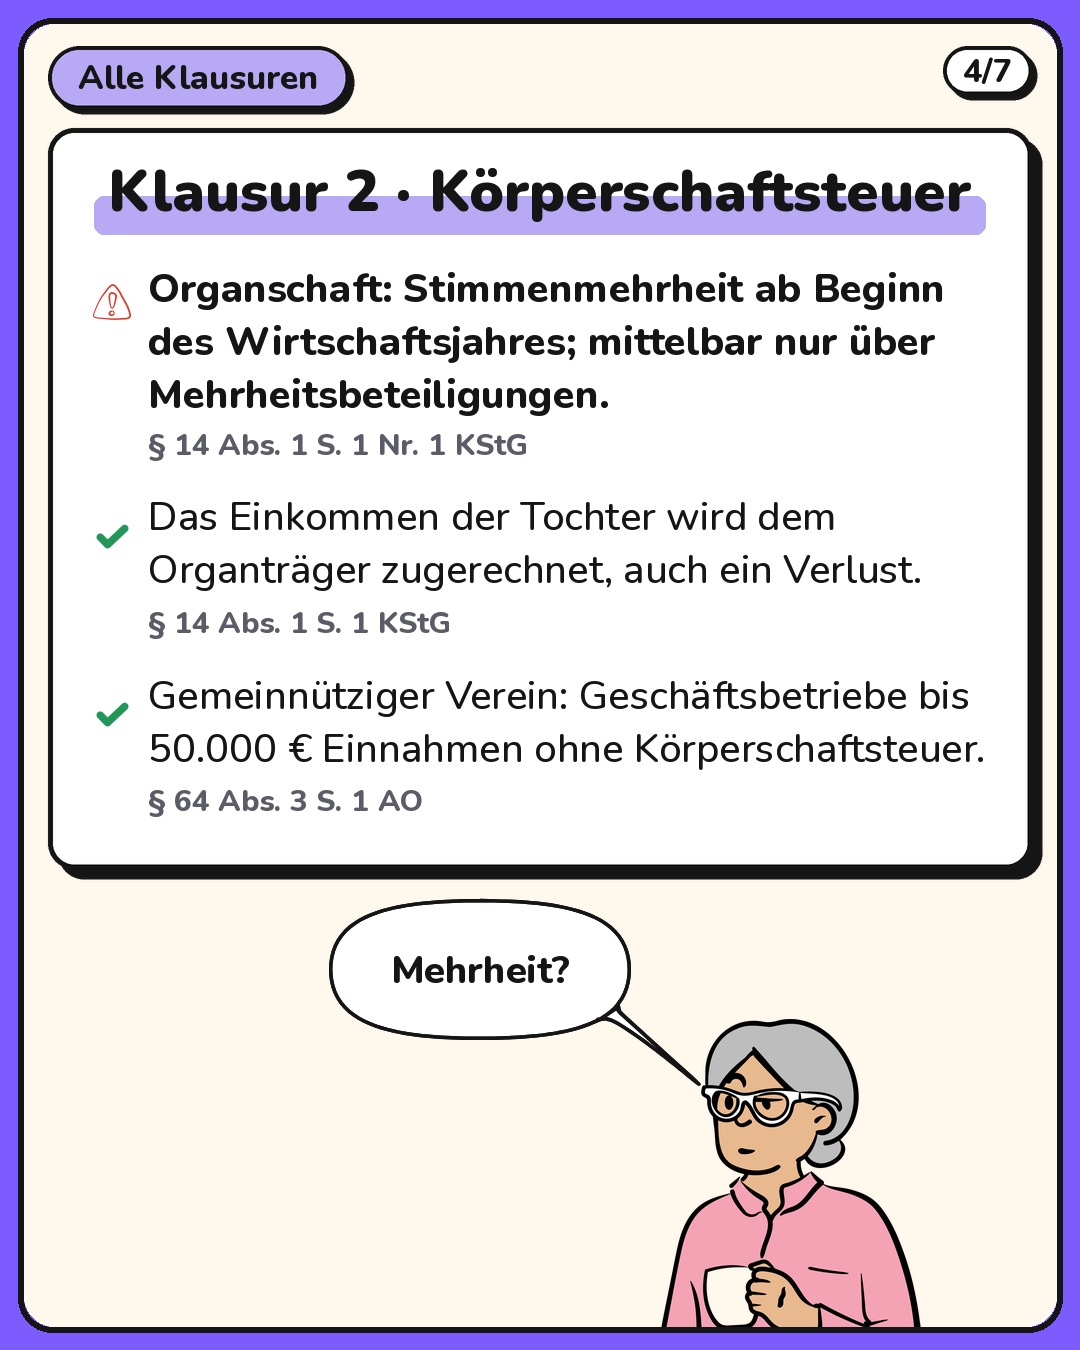 Alle Klausuren
4/7
Klausur 2 · Körperschaftsteuer
Organschaft: Stimmenmehrheit ab Beginn
des Wirtschaftsjahres; mittelbar nur über
Mehrheitsbeteiligungen.
§ 14 Abs. 1 S. 1 Nr. 1 KStG
Das Einkommen der Tochter wird dem
Organträger zugerechnet, auch ein Verlust.
§ 14 Abs. 1 S. 1 KStG
Gemeinnütziger Verein: Geschäftsbetriebe bis
50.000 € Einnahmen ohne Körperschaftsteuer.
§ 64 Abs. 3 S. 1 AO
Mehrheit?